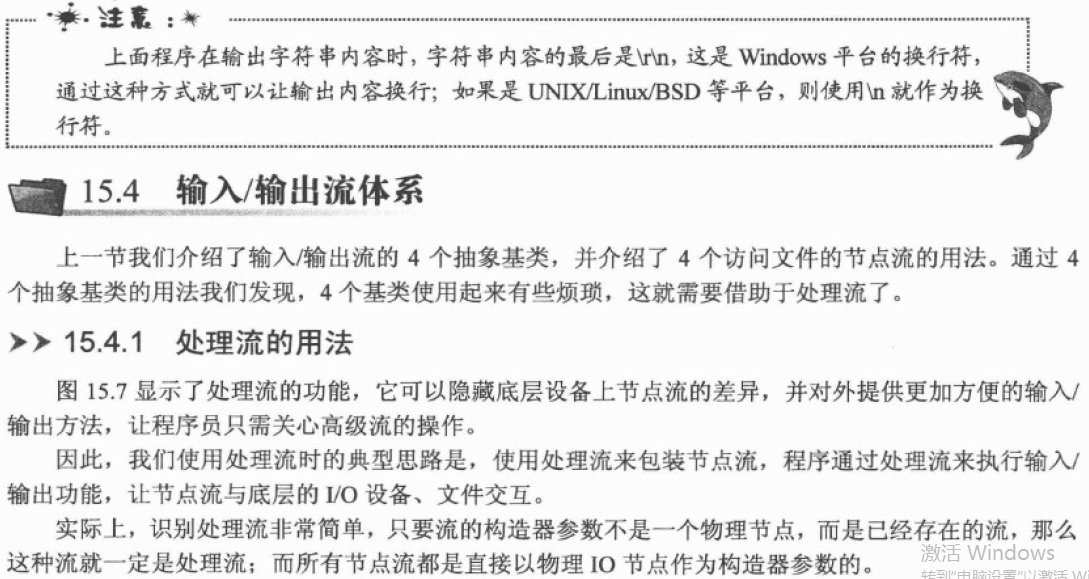 注意：
上面程序在输出字符串内容时，字符串内容的最后是\r\n，这是 Windows 平台的换行符，
通过这种方式就可以让输出内容换行；如果是 UNIX/Linux/BSD 等平台，则使用\n 就作为换
行符。
15.4 输入/输出流体系
上一节我们介绍了输入/输出流的 4 个抽象基类，并介绍了 4 个访问文件的节点流的用法。通过 4
个抽象基类的用法我们发现，4 个基类使用起来有些烦琐，这就需要借助于处理流了。
15.4.1 处理流的用法
图 15.7 显示了处理流的功能，它可以隐藏底层设备上节点流的差异，并对外提供更加方便的输入/
输出方法，让程序员只需关心高级流的操作。
因此，我们使用处理流时的典型思路是，使用处理流来包装节点流，程序通过处理流来执行输入/
输出功能，让节点流与底层的 I/O 设备、文件交互。
实际上，识别处理流非常简单，只要流的构造器参数不是一个物理节点，而是已经存在的流，那么
这种流就一定是处理流；而所有节点流都是直接以物理 IO 节点作为构造器参数的。
激活 Windows
转到"电脑设置"以激活 Wi